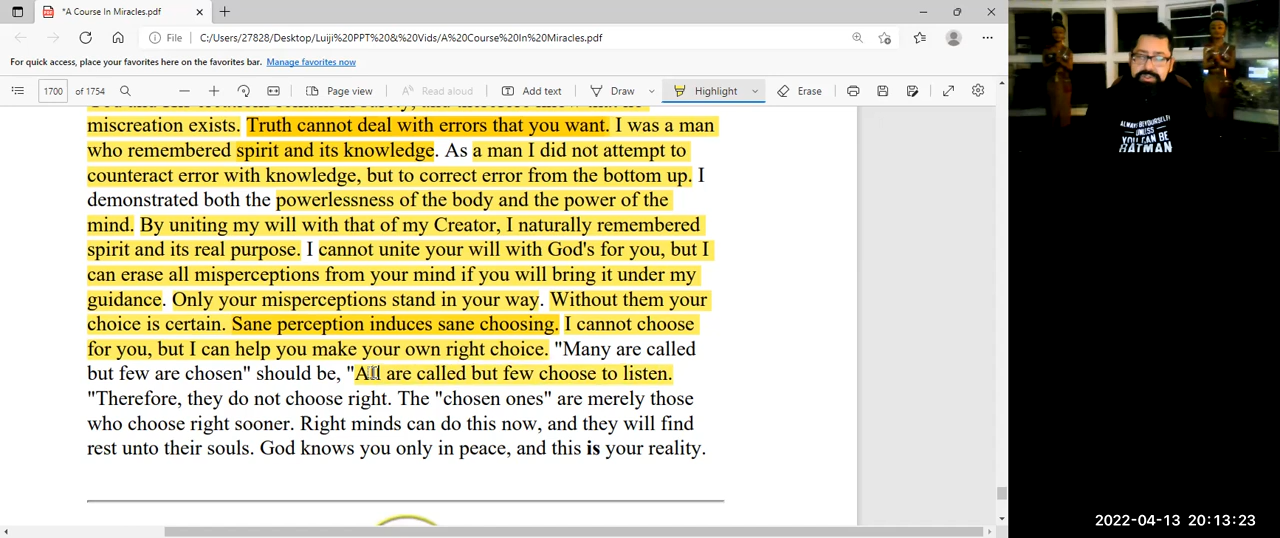 *A Course In Miracles.pdf
File C:/Users/27828/Desktop/Luiji%20PPT%20&%20Vids/A%20Course%20In%20Miracles.pdf
For quick access, place your favorites here on the favorites bar. Manage favorites now
1700 of 1754 Page view Read aloud Add text Draw Highlight Erase
miscreation exists. Truth cannot deal with errors that you want. I was a man
who remembered spirit and its knowledge. As a man I did not attempt to
counteract error with knowledge, but to correct error from the bottom up. I
demonstrated both the powerlessness of the body and the power of the
mind. By uniting my will with that of my Creator, I naturally remembered
spirit and its real purpose. I cannot unite your will with God's for you, but I
can erase all misperceptions from your mind if you will bring it under my
guidance. Only your misperceptions stand in your way. Without them your
choice is certain. Sane perception induces sane choosing. I cannot choose
for you, but I can help you make your own right choice. "Many are called
but few are chosen" should be, "All are called but few choose to listen.
"Therefore, they do not choose right. The "chosen ones" are merely those
who choose right sooner. Right minds can do this now, and they will find
rest unto their souls. God knows you only in peace, and this is your reality.
ALWAYS BE YOURSELF
UNLESS
YOU CAN BE
BATMAN
2022-04-13 20:13:23